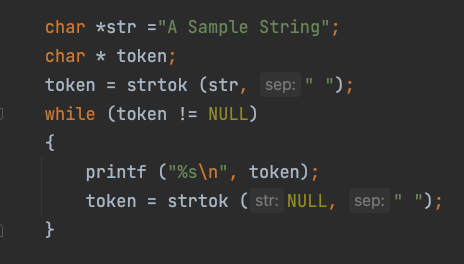 char *str ="A Sample String";
char * token;
token = strtok (str, sep: " ");
while (token != NULL)
{
printf ("%s\n", token);
token = strtok (str: NULL, sep: " ");
}